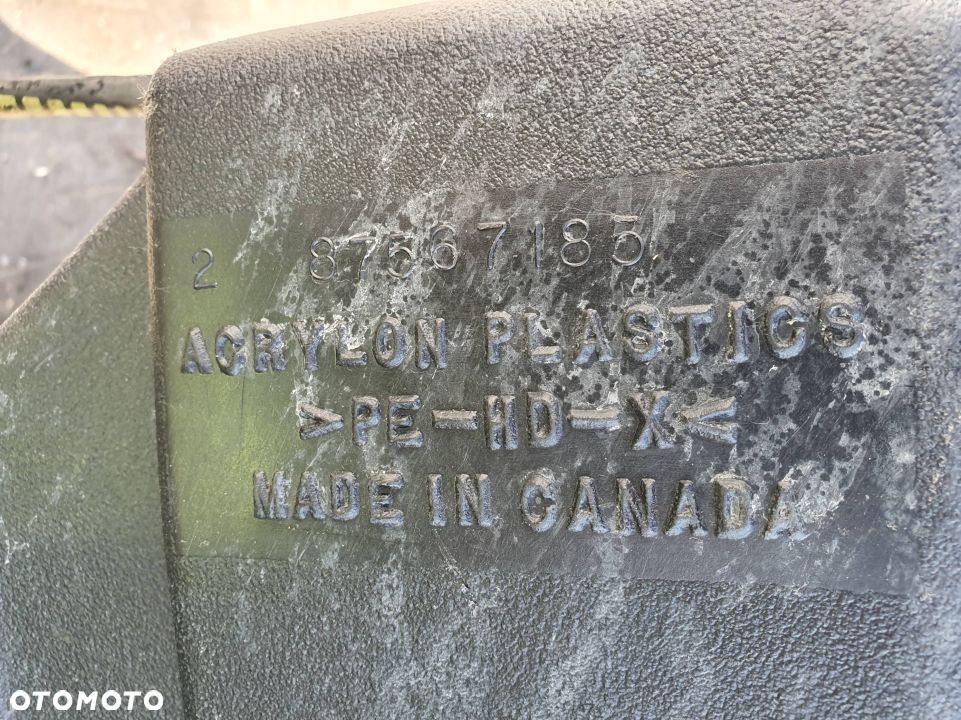 2 87567185
ACRYLON PLASTICS
>PE-HD-X<
MADE IN CANADA
OTOMOTO